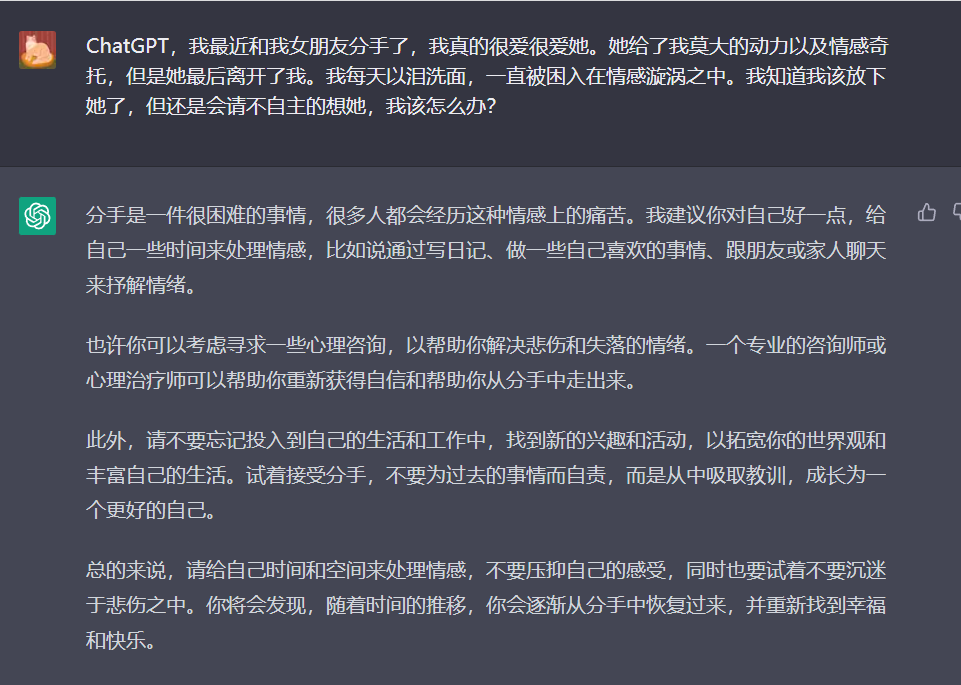 ChatGPT，我最近和我女朋友分手了，我真的很爱很爱她。她给了我莫大的动力以及情感奇
托，但是她最后离开了我。我每天以泪洗面，一直被困入在情感漩涡之中。我知道我该放下
她了，但还是会请不自主的想她，我该怎么办？
分手是一件很困难的事情，很多人都会经历这种情感上的痛苦。我建议你对自己好一点，给
自己一些时间来处理情感，比如说通过写日记、做一些自己喜欢的事情、跟朋友或家人聊天
来抒解情绪。
也许你可以考虑寻求一些心理咨询，以帮助你解决悲伤和失落的情绪。一个专业的咨询师或
心理治疗师可以帮助你重新获得自信和帮助你从分手中走出来。
此外，请不要忘记投入到自己的生活和工作中，找到新的兴趣和活动，以拓宽你的世界观和
丰富自己的生活。试着接受分手，不要为过去的事情而自责，而是从中吸取教训，成长为一
个更好的自己。
总的来说，请给自己时间和空间来处理情感，不要压抑自己的感受，同时也要试着不要沉迷
于悲伤之中。你将会发现，随着时间的推移，你会逐渐从分手中恢复过来，并重新找到幸福
和快乐。